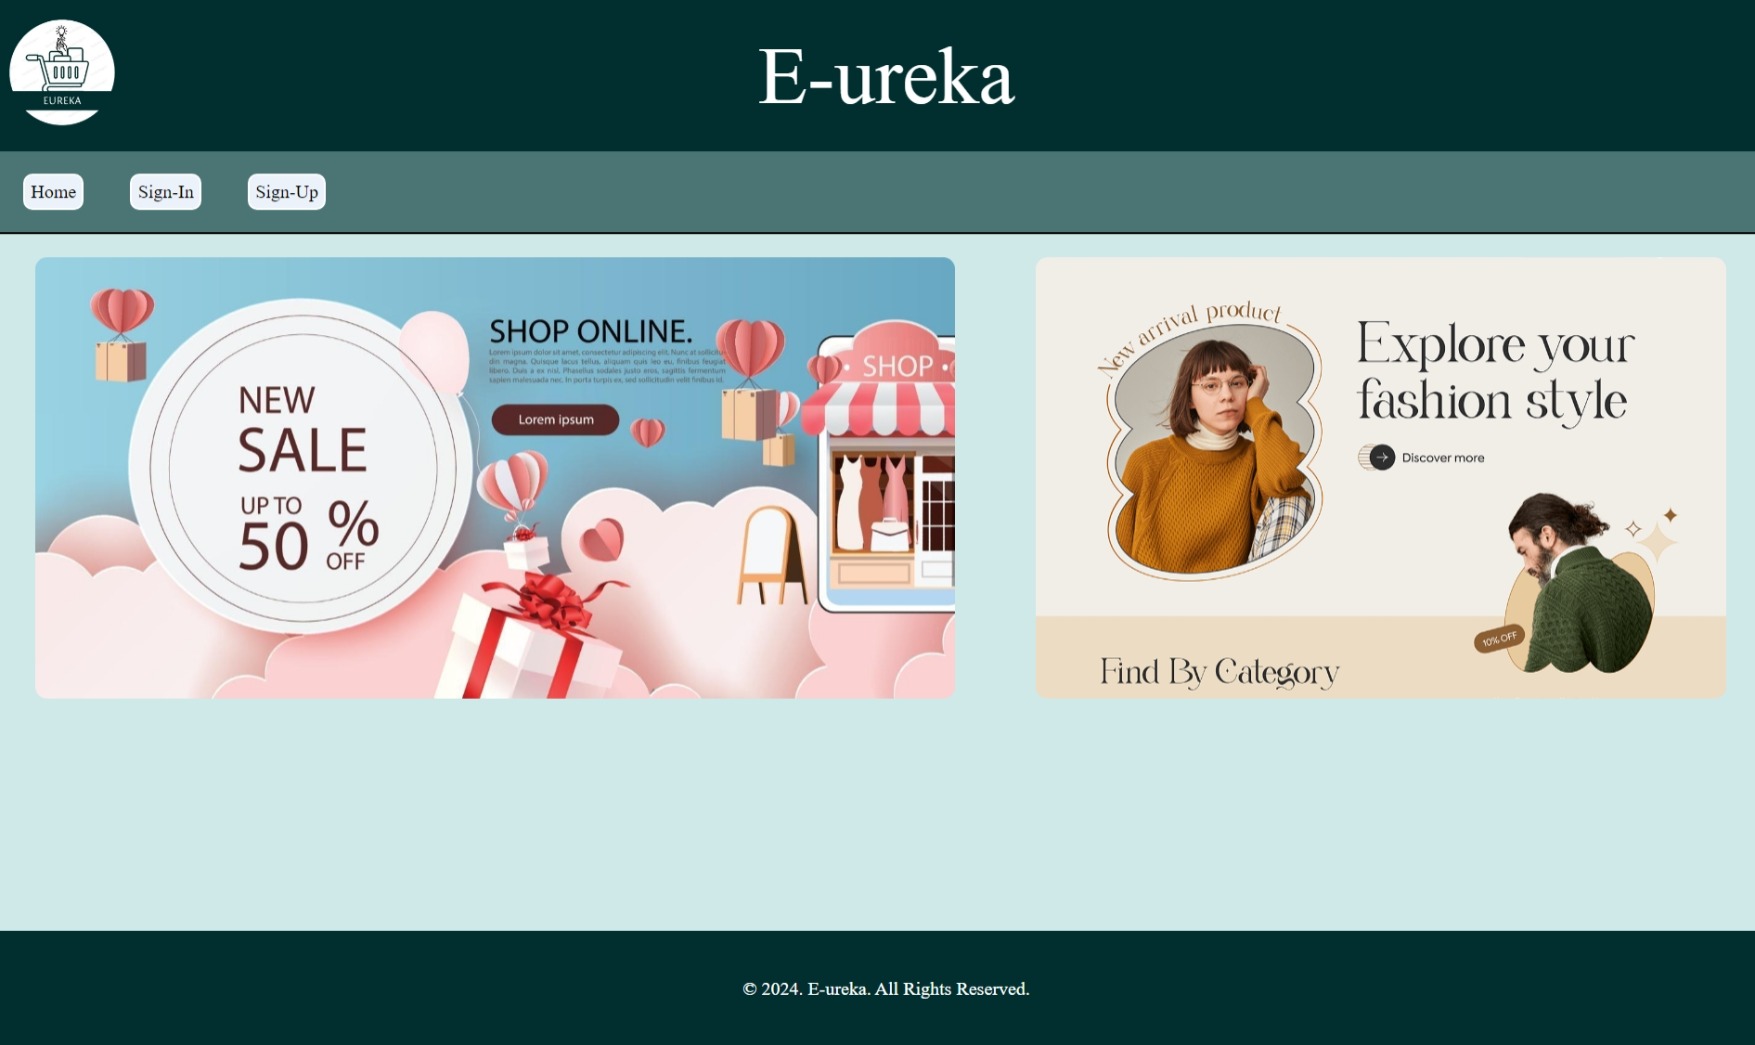 EUREKA
E-ureka
Home
Sign-In
Sign-Up
NEW
SALE
UP TO
50 %
OFF
SHOP ONLINE.
Lorem ipsum dolor sit amet, consectetur adipiscing elit. Nunc at sollicitu
din magna. Quisque lacus tellus, aliquam quis leo eu, finibus feugiat
libero. Duis a ex nisl. Phasellus sodales justo eros, sagittis fermentum
sapien malesuada nec. In porta turpis ex, sed sollicitudin velit finibus id.
Lorem ipsum
SHOP
New arrival product
Explore your
fashion style
Discover more
10% OFF
Find By Category
© 2024. E-ureka. All Rights Reserved.